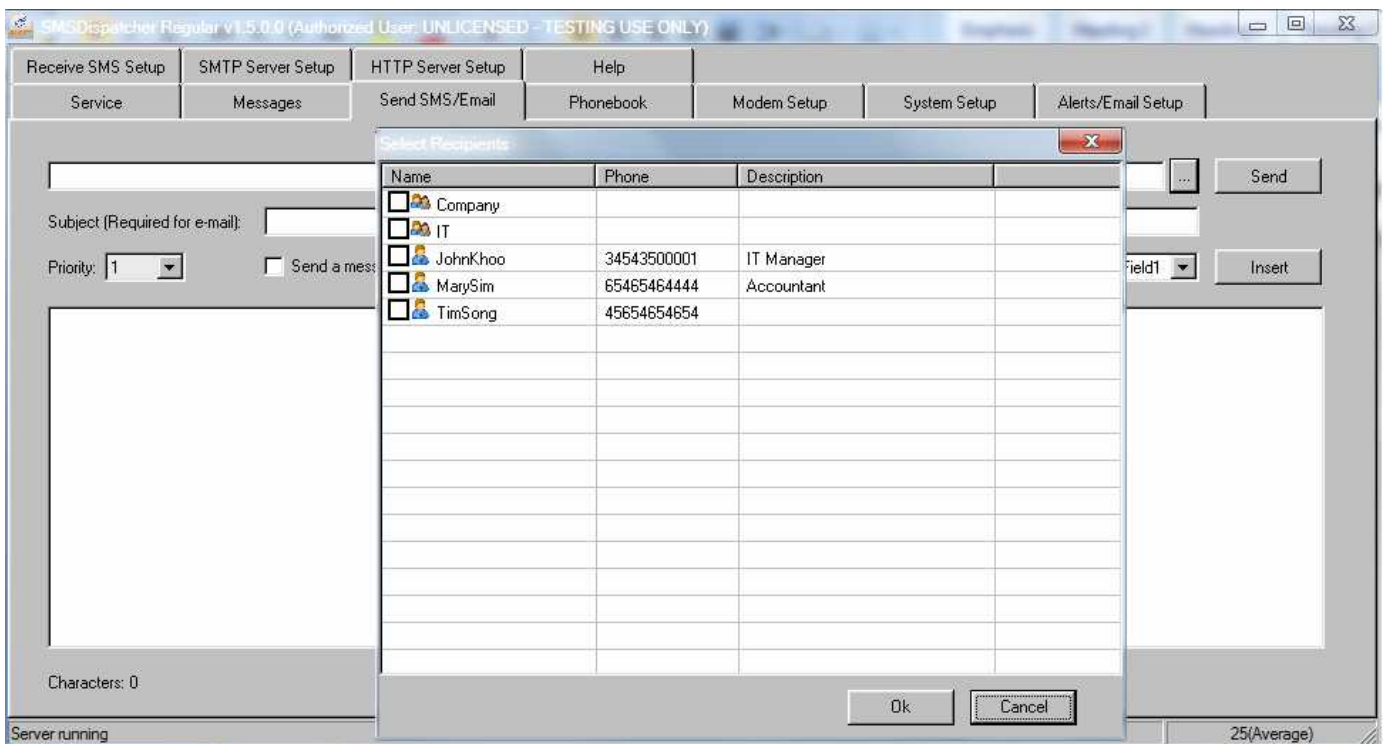 SMSDispatcher Regular v1.5.0.0 (Authorized User: UNLICENSED - TESTING USE ONLY)
Receive SMS Setup SMTP Server Setup HTTP Server Setup Help
Service Messages Send SMS/Email Phonebook Modem Setup System Setup Alerts/Email Setup
Select Recipients
Name Phone Description
... Send
Company
Subject (Required for e-mail):
IT
Priority: 1 Send a mess
JohnKhoo 34543500001 IT Manager
Field1 Insert
MarySim 65465464444 Accountant
TimSong 45654654654
Characters: 0
Ok Cancel
Server running 25(Average)